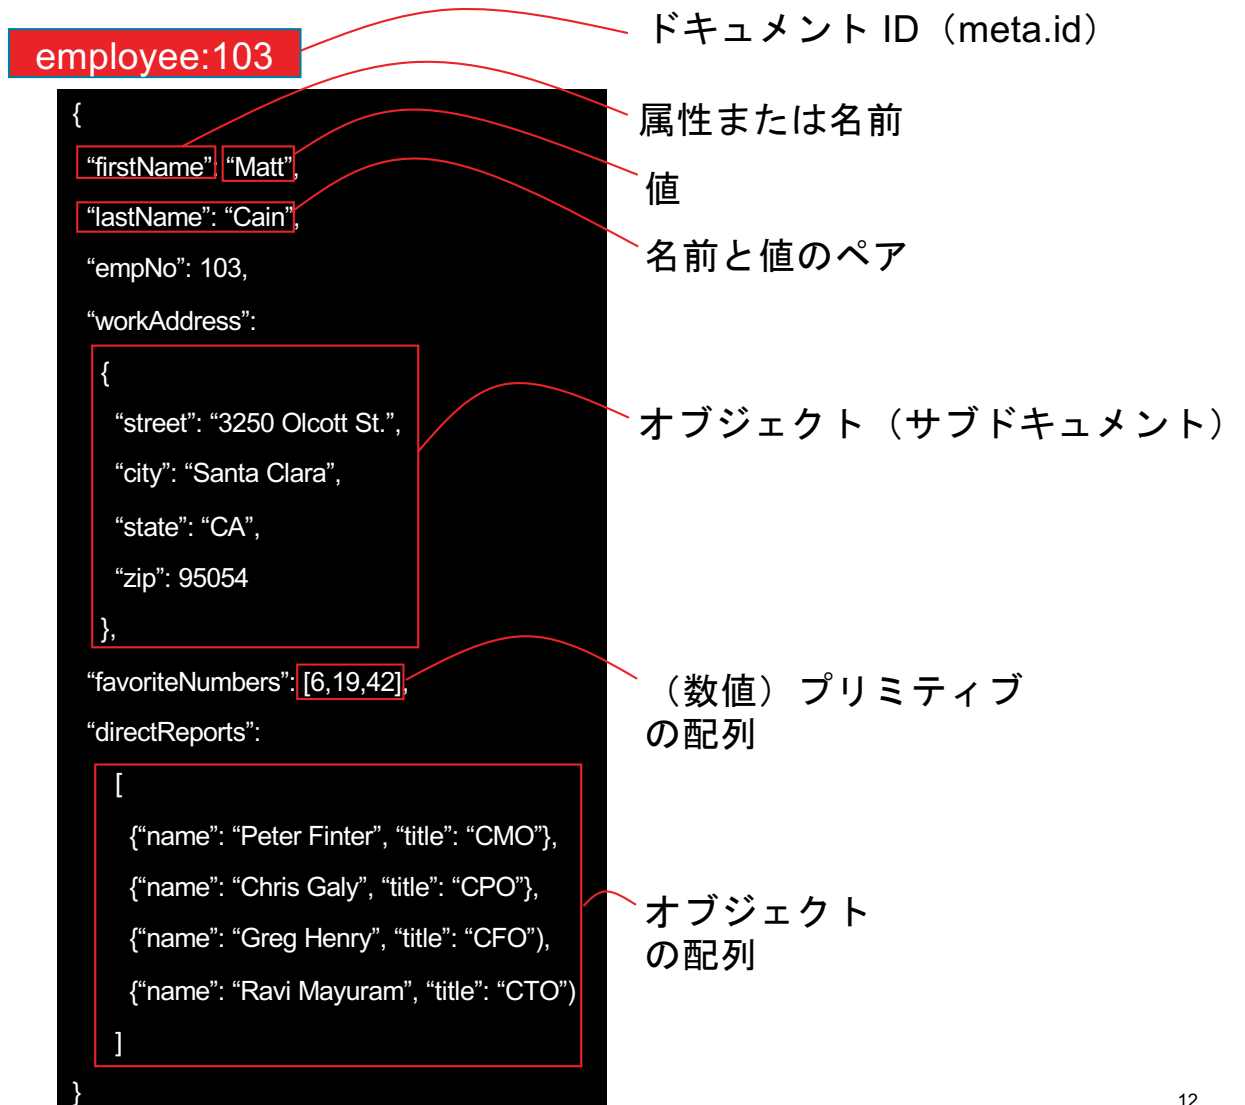 employee:103
ドキュメント ID（meta.id）
{
“firstName”: “Matt”,
属性または名前
“lastName”: “Cain”,
値
“empNo”: 103,
名前と値のペア
“workAddress”:
{
“street”: “3250 Olcott St.”,
オブジェクト（サブドキュメント）
“city”: “Santa Clara”,
“state”: “CA”,
“zip”: 95054
},
“favoriteNumbers”: [6,19,42],
（数値）プリミティブ
の配列
“directReports”:
[
{“name”: “Peter Finter”, “title”: “CMO”},
{“name”: “Chris Galy”, “title”: “CPO”},
{“name”: “Greg Henry”, “title”: “CFO”),
{“name”: “Ravi Mayuram”, “title”: “CTO”)
オブジェクト
の配列
]
}
12